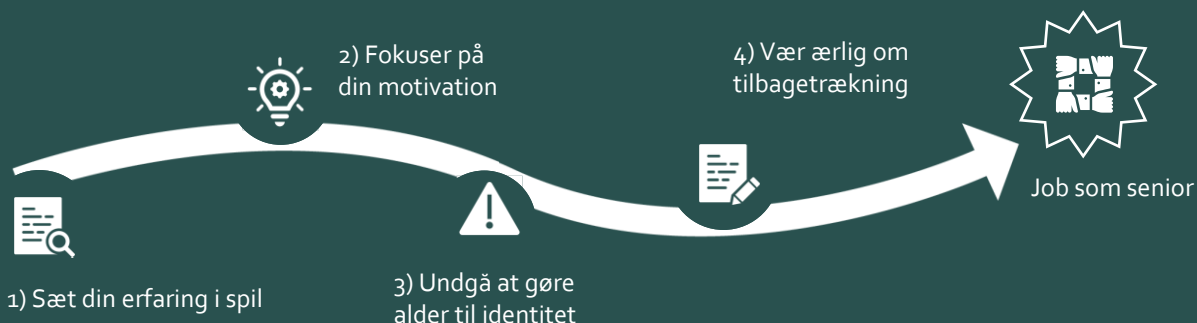 1) Sæt din erfaring i spil
2) Fokuser på
din motivation
3) Undgå at gøre
alder til identitet
4) Vær ærlig om
tilbagetrækning
Job som senior